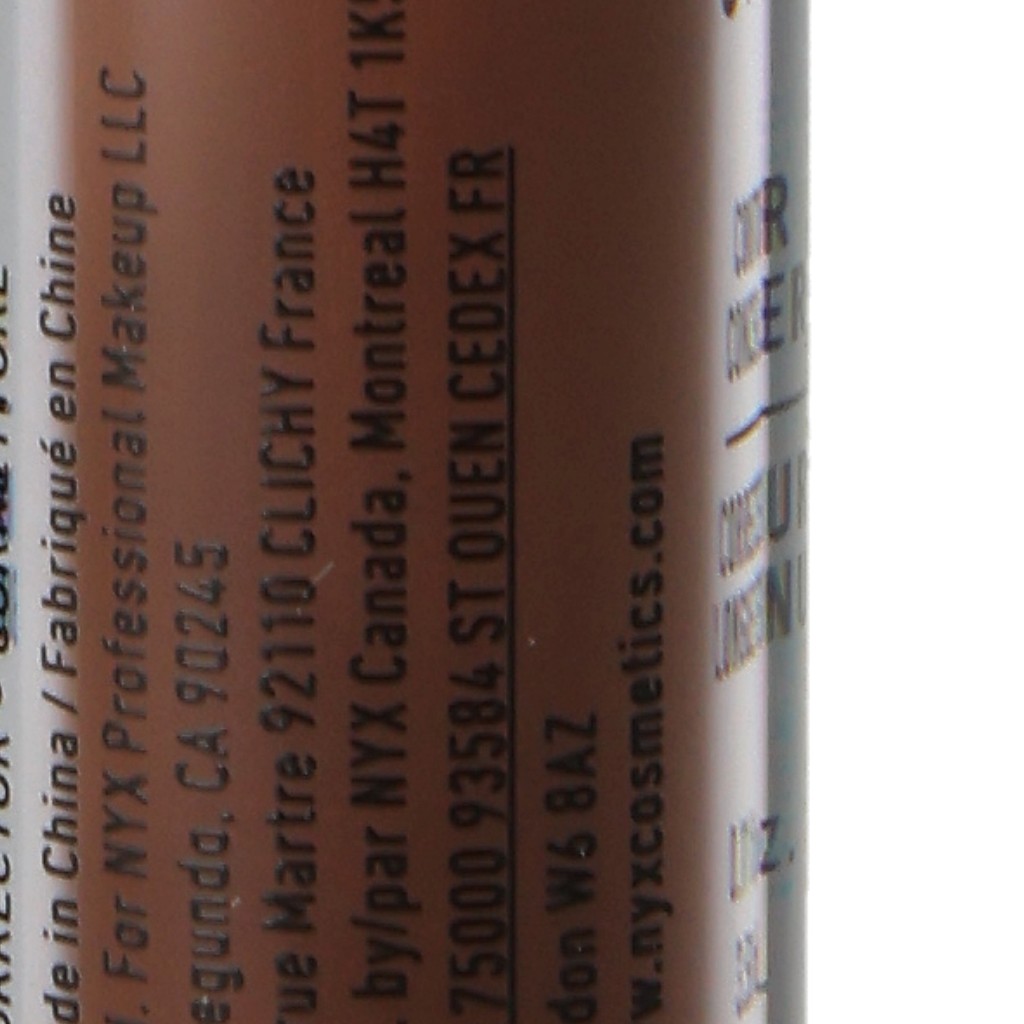 de in China / Fabriqué en Chine
. For NYX Professional Makeup LLC
egundo, CA 90245
rue Martre 92110 CLICHY France
by/par NYX Canada, Montreal H4T 1K
75000 93584 ST OUEN CEDEX FR
don W6 8AZ
w.nyxcosmetics.com